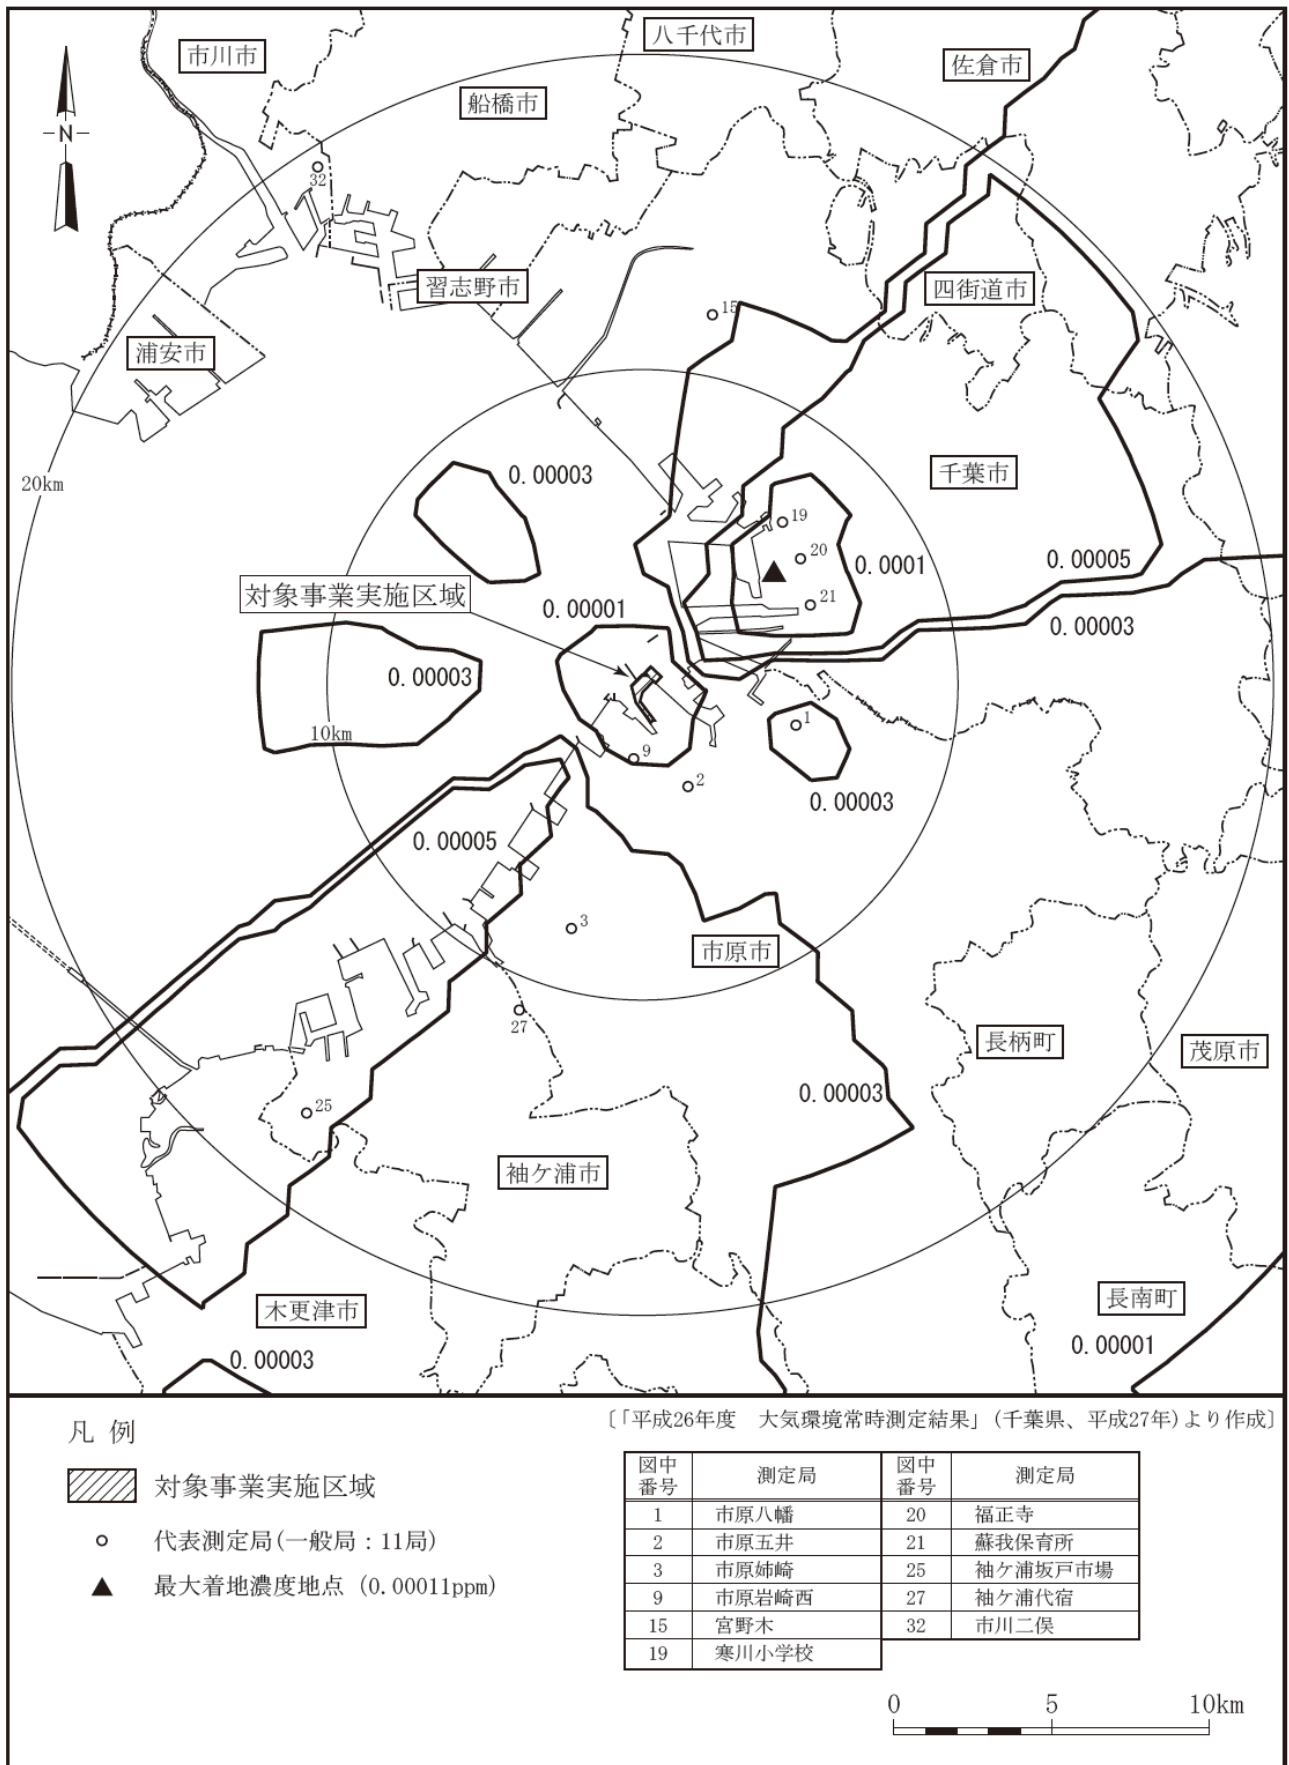 八千代市
市川市
佐倉市
船橋市
N
32
習志野市
四街道市
15
浦安市
千葉市
0.00003
20km
19
20
0.0001
0.00005
対象事業実施区域
0.00001
21
0.00003
0.00003
1
10km
9
2
0.00003
0.00005
3
市原市
27
長柄町
茂原市
0.00003
25
袖ケ浦市
長南町
木更津市
0.00001
0.00003
凡 例
対象事業実施区域
代表測定局(一般局：11局)
最大着地濃度地点 (0.00011ppm)
〔「平成26年度　大気環境常時測定結果」(千葉県、平成27年)より作成〕
図中番号 測定局 図中番号 測定局
1 市原八幡 20 福正寺
2 市原五井 21 蘇我保育所
3 市原姉崎 25 袖ケ浦坂戸市場
9 市原岩崎西 27 袖ケ浦代宿
15 宮野木 32 市川二俣
19 寒川小学校
0 5 10km